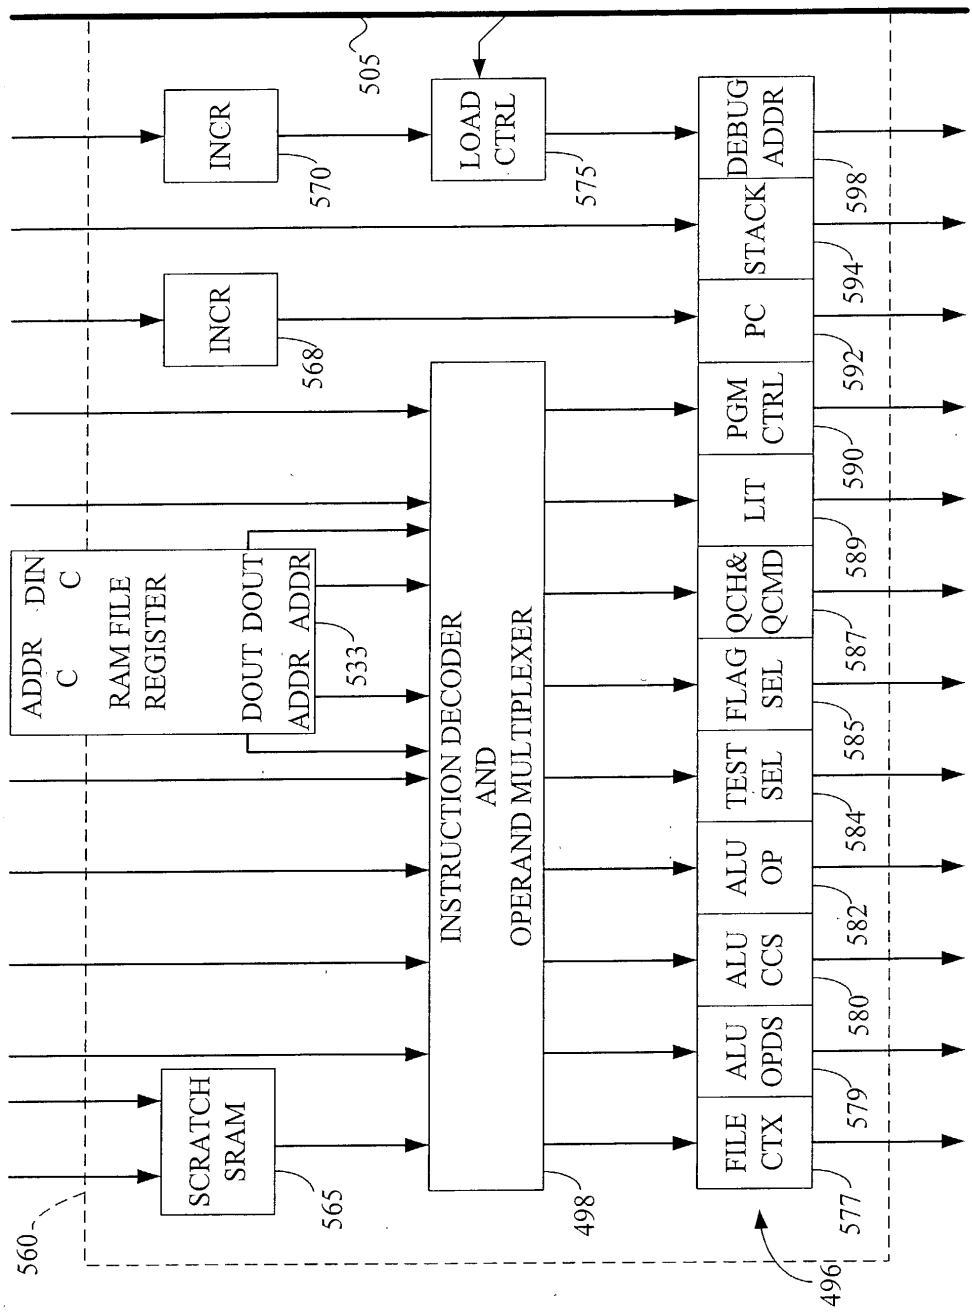 560
SCRATCH
SRAM
565
ADDR DIN
C C
RAM FILE
REGISTER
DOUT DOUT
ADDR ADDR
533
INCR
568
INCR
570
505
INSTRUCTION DECODER
AND
OPERAND MULTIPLEXER
498
LOAD
CTRL
575
496
FILE
CTX
577
ALU
OPDS
579
ALU
CCS
580
ALU
OP
582
TEST
SEL
584
FLAG
SEL
585
QCH&
QCMD
587
LIT
589
PGM
CTRL
590
PC
592
STACK
594
DEBUG
ADDR
598